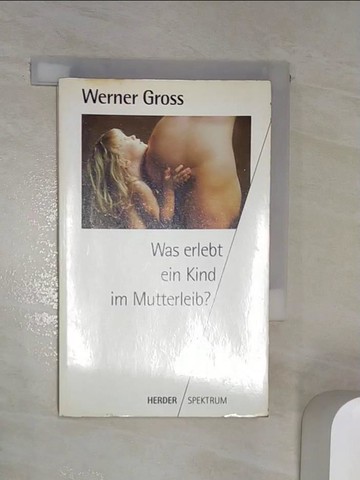 Werner Gross
Was erlebt
ein Kind
im Mutterleib?
HERDER / SPEKTRUM